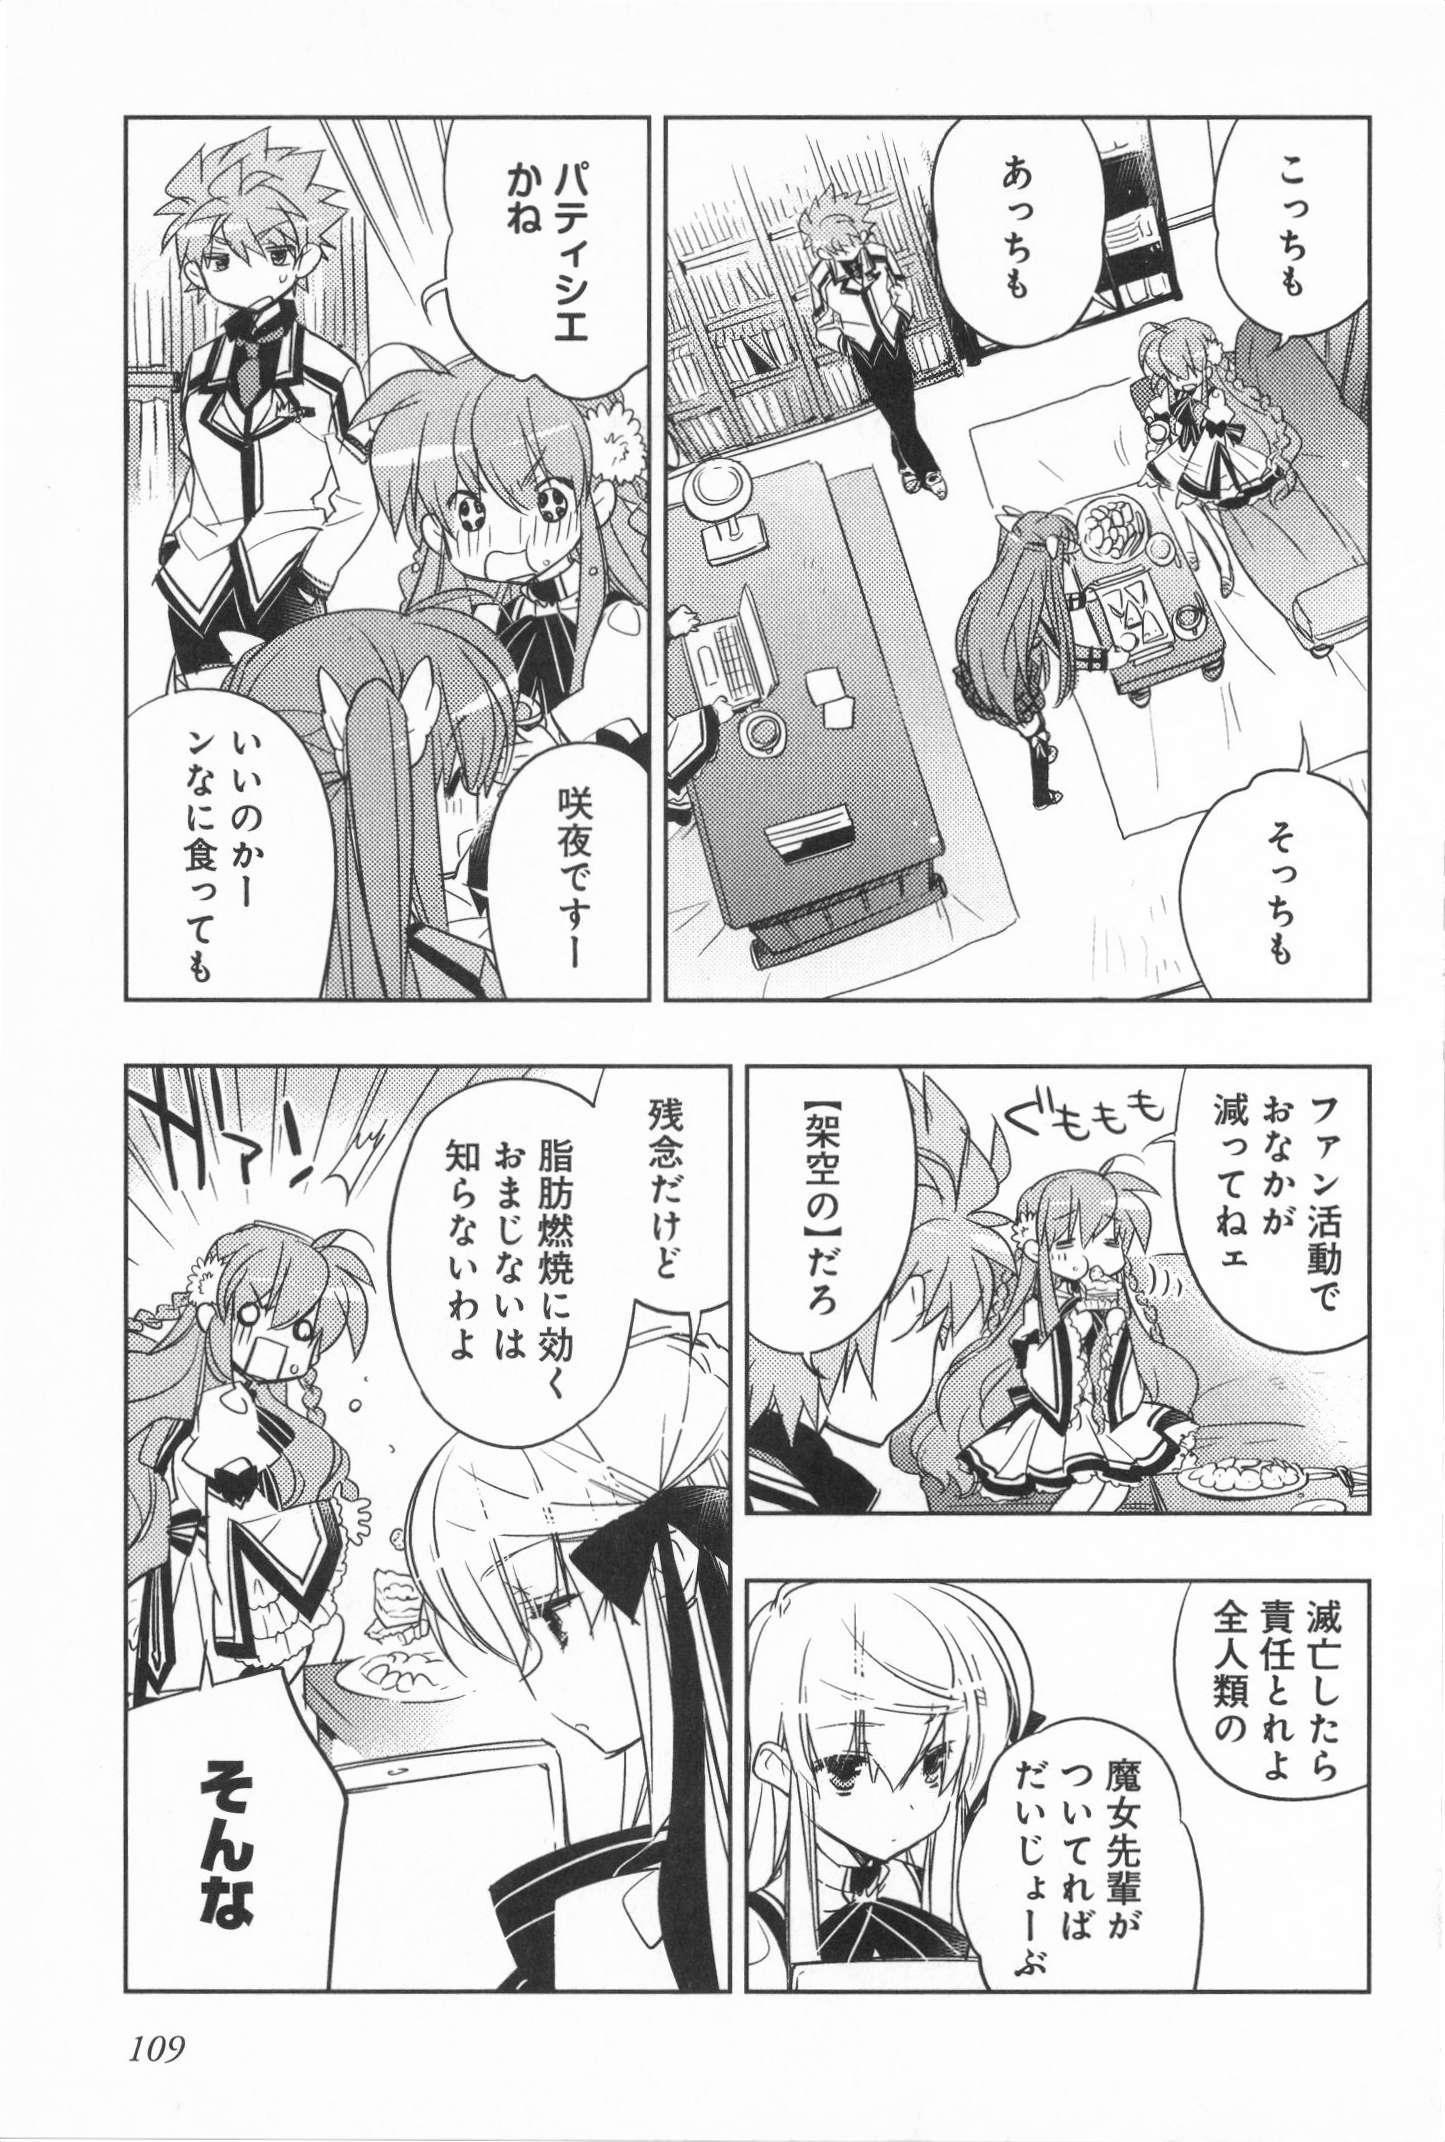 こっちも
あっちも
そっちも
パティシエ
かね
咲夜ですー
いいのかー
ンなに食っても
ファン活動で
おなかが
減ってねェ
ぐもももも
【架空の】だろ
滅亡したら
責任とれよ
全人類の
魔女先輩が
ついてれば
だいじょーぶ
残念だけど
脂肪燃焼に効く
おまじないは
知らないわよ
そんな
109